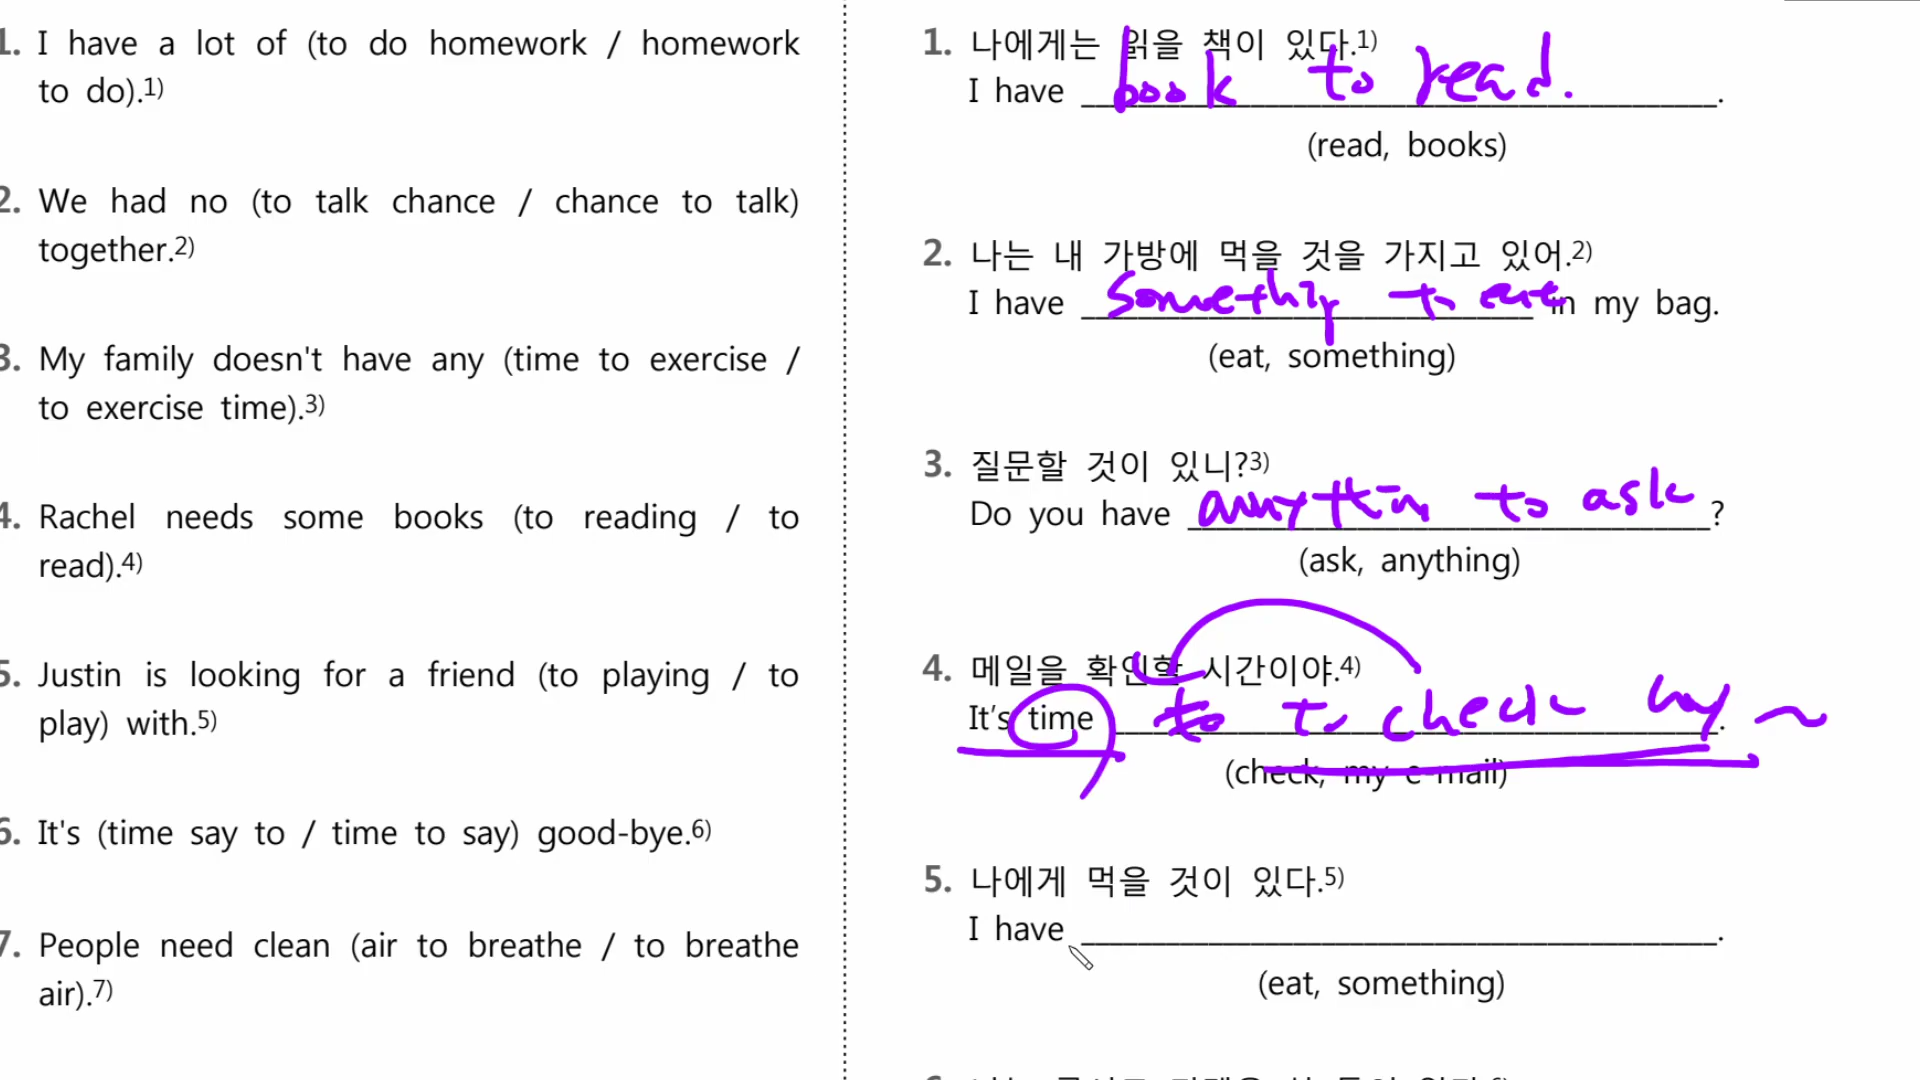 1. I have a lot of (to do homework / homework
to do).1)
2. We had no (to talk chance / chance to talk)
together.2)
3. My family doesn't have any (time to exercise /
to exercise time).3)
4. Rachel needs some books (to reading / to
read).4)
5. Justin is looking for a friend (to playing / to
play) with.5)
6. It's (time say to / time to say) good-bye.6)
7. People need clean (air to breathe / to breathe
air).7)
1. 나에게는 읽을 책이 있다.1)
I have book to read. .
(read, books)
2. 나는 내 가방에 먹을 것을 가지고 있어.2)
I have something to eat in my bag.
(eat, something)
3. 질문할 것이 있니?3)
Do you have to ask ?
(ask, anything)
4. 메일을 확인할 시간이야.4)
It's time to to check my ~ .
(check, my e-mail)
5. 나에게 먹을 것이 있다.5)
I have .
(eat, something)